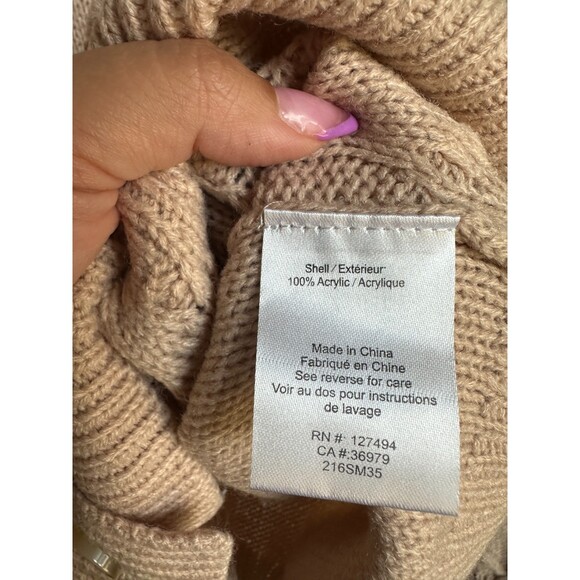 Shell / Extérieur
100% Acrylic / Acrylique
Made in China
Fabriqué en Chine
See reverse for care
Voir au dos pour instructions
de lavage
RN #: 127494
CA #:36979
216SM35